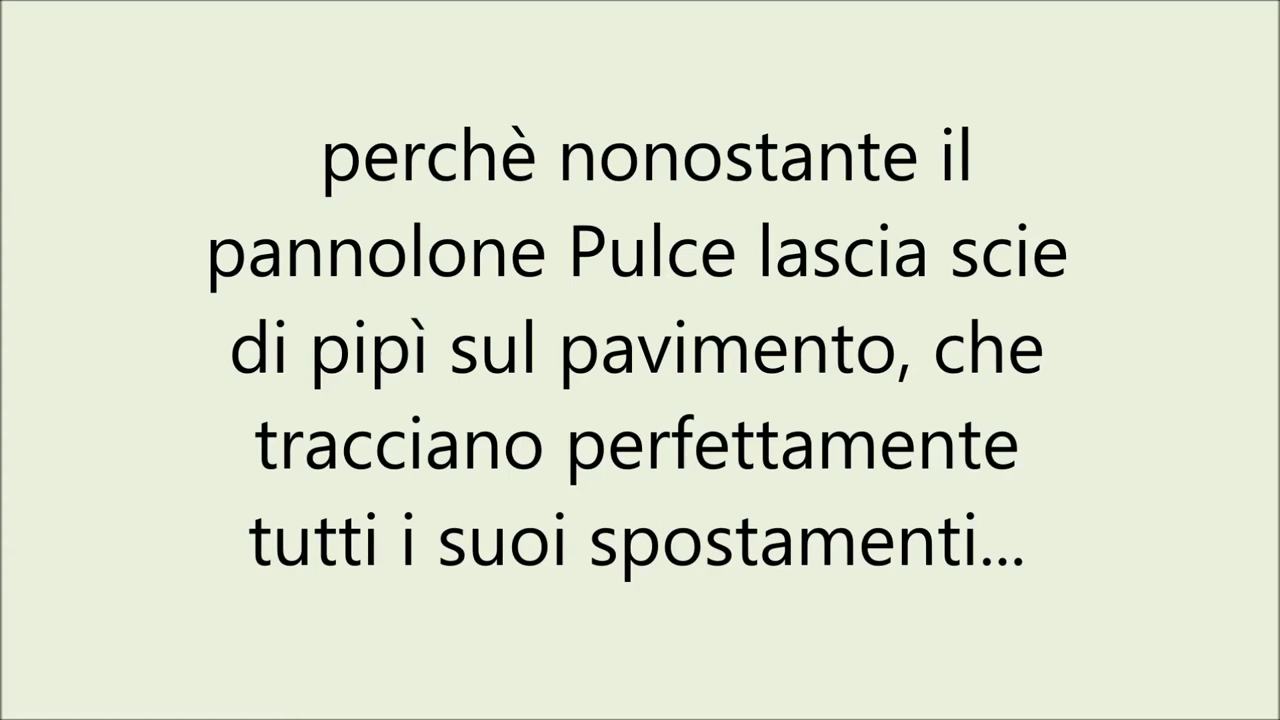 perchè nonostante il
pannolone Pulce lascia scie
di pipì sul pavimento, che
tracciano perfettamente
tutti i suoi spostamenti...